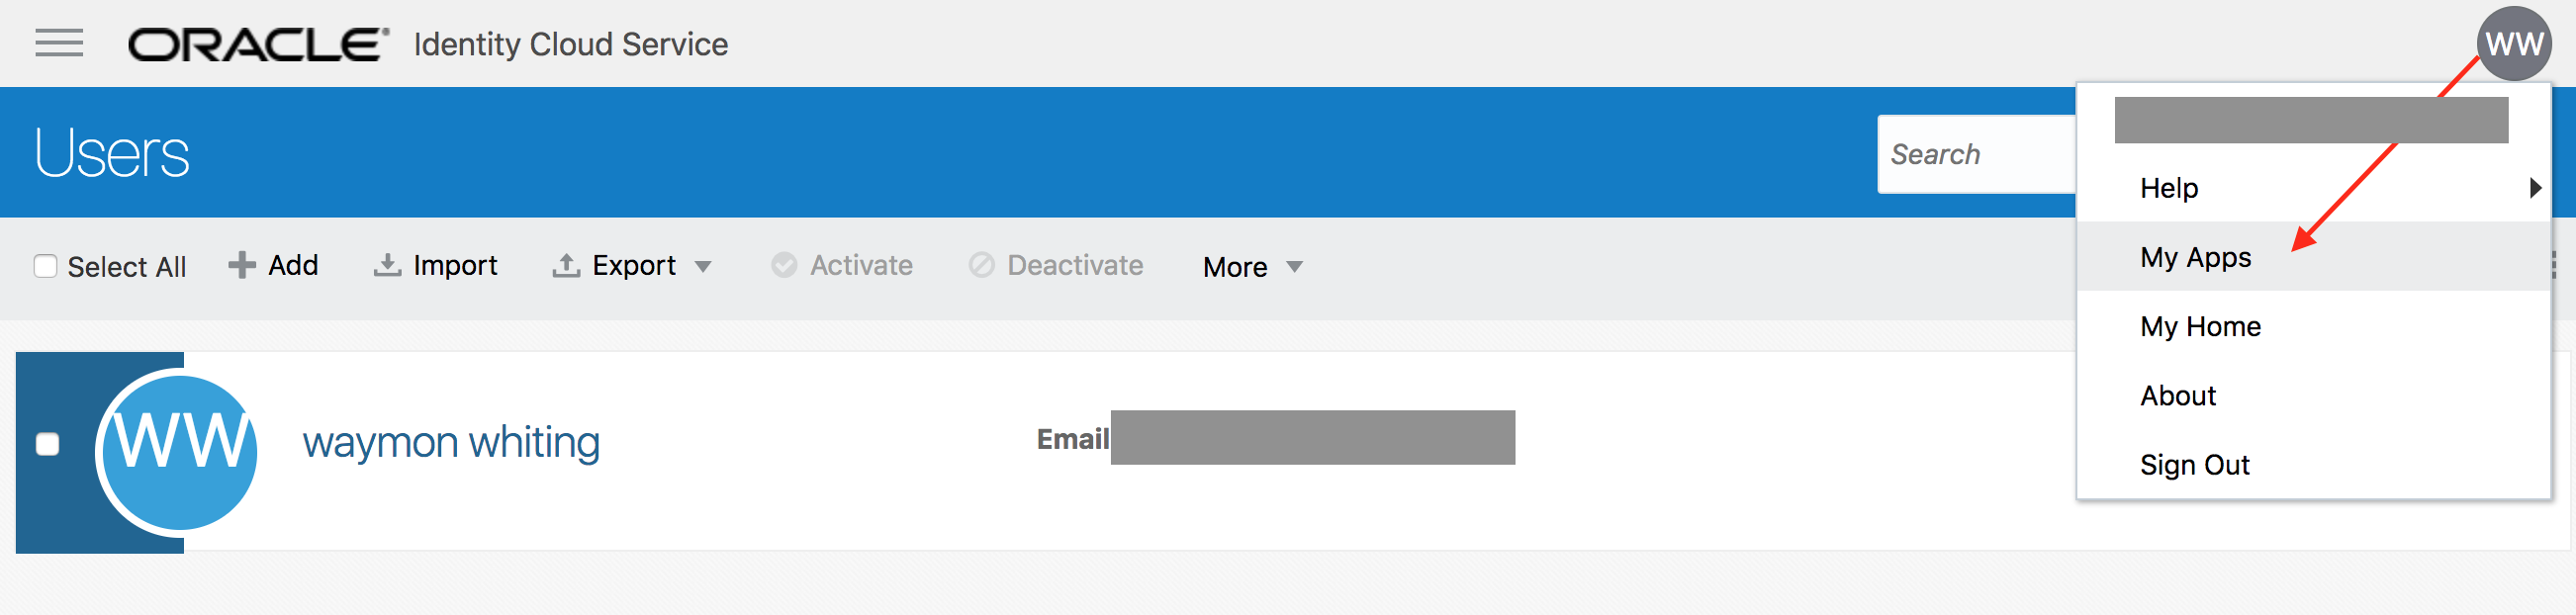 ORACLE® Identity Cloud Service
WW
Users
Search
Help
My Apps
My Home
About
Sign Out
Select All
Add
Import
Export
Activate
Deactivate
More
WW
waymon whiting
Email